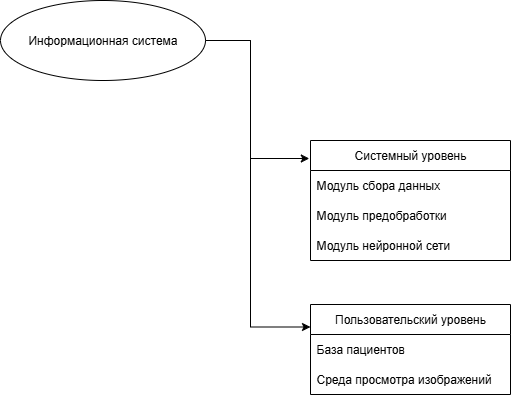 Информационная система
Системный уровень
Модуль сбора данных
Модуль предобработки
Модуль нейронной сети
Пользовательский уровень
База пациентов
Среда просмотра изображений